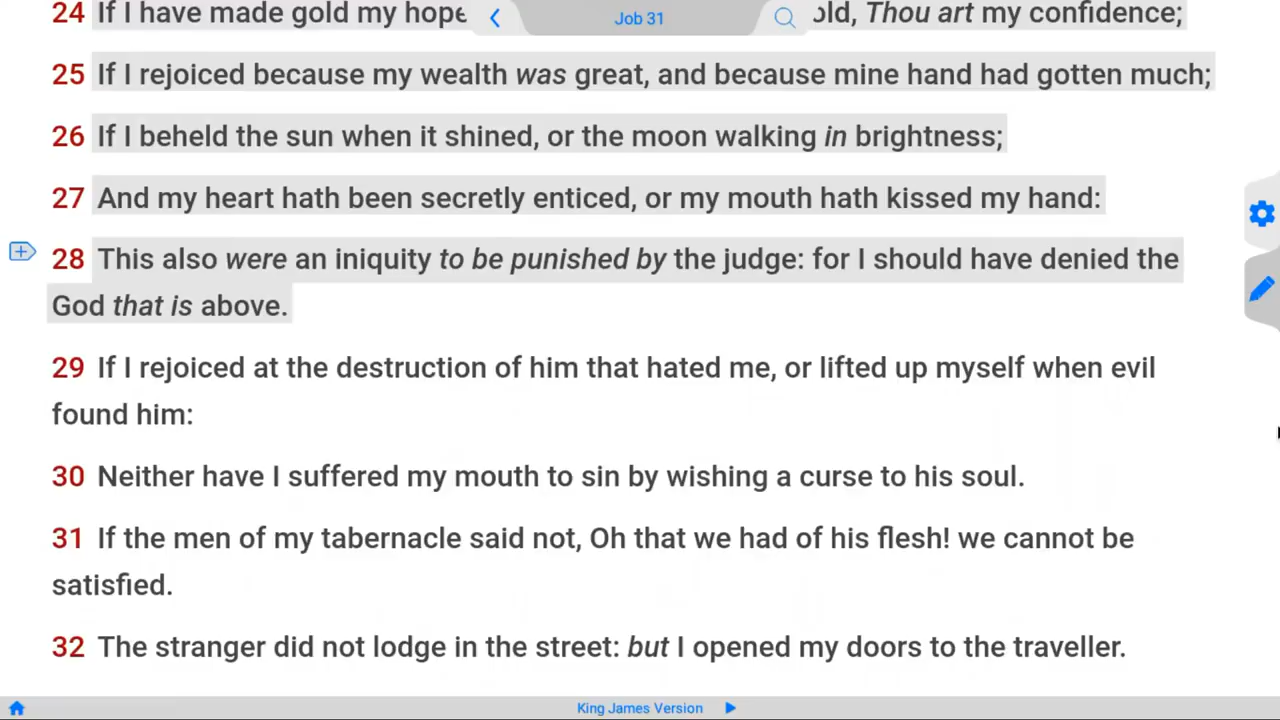 24 If I have made gold my hope
Job 31
old, Thou art my confidence;
25 If I rejoiced because my wealth was great, and because mine hand had gotten much;
26 If I beheld the sun when it shined, or the moon walking in brightness;
27 And my heart hath been secretly enticed, or my mouth hath kissed my hand:
28 This also were an iniquity to be punished by the judge: for I should have denied the
God that is above.
29 If I rejoiced at the destruction of him that hated me, or lifted up myself when evil
found him:
30 Neither have I suffered my mouth to sin by wishing a curse to his soul.
31 If the men of my tabernacle said not, Oh that we had of his flesh! we cannot be
satisfied.
32 The stranger did not lodge in the street: but I opened my doors to the traveller.
King James Version